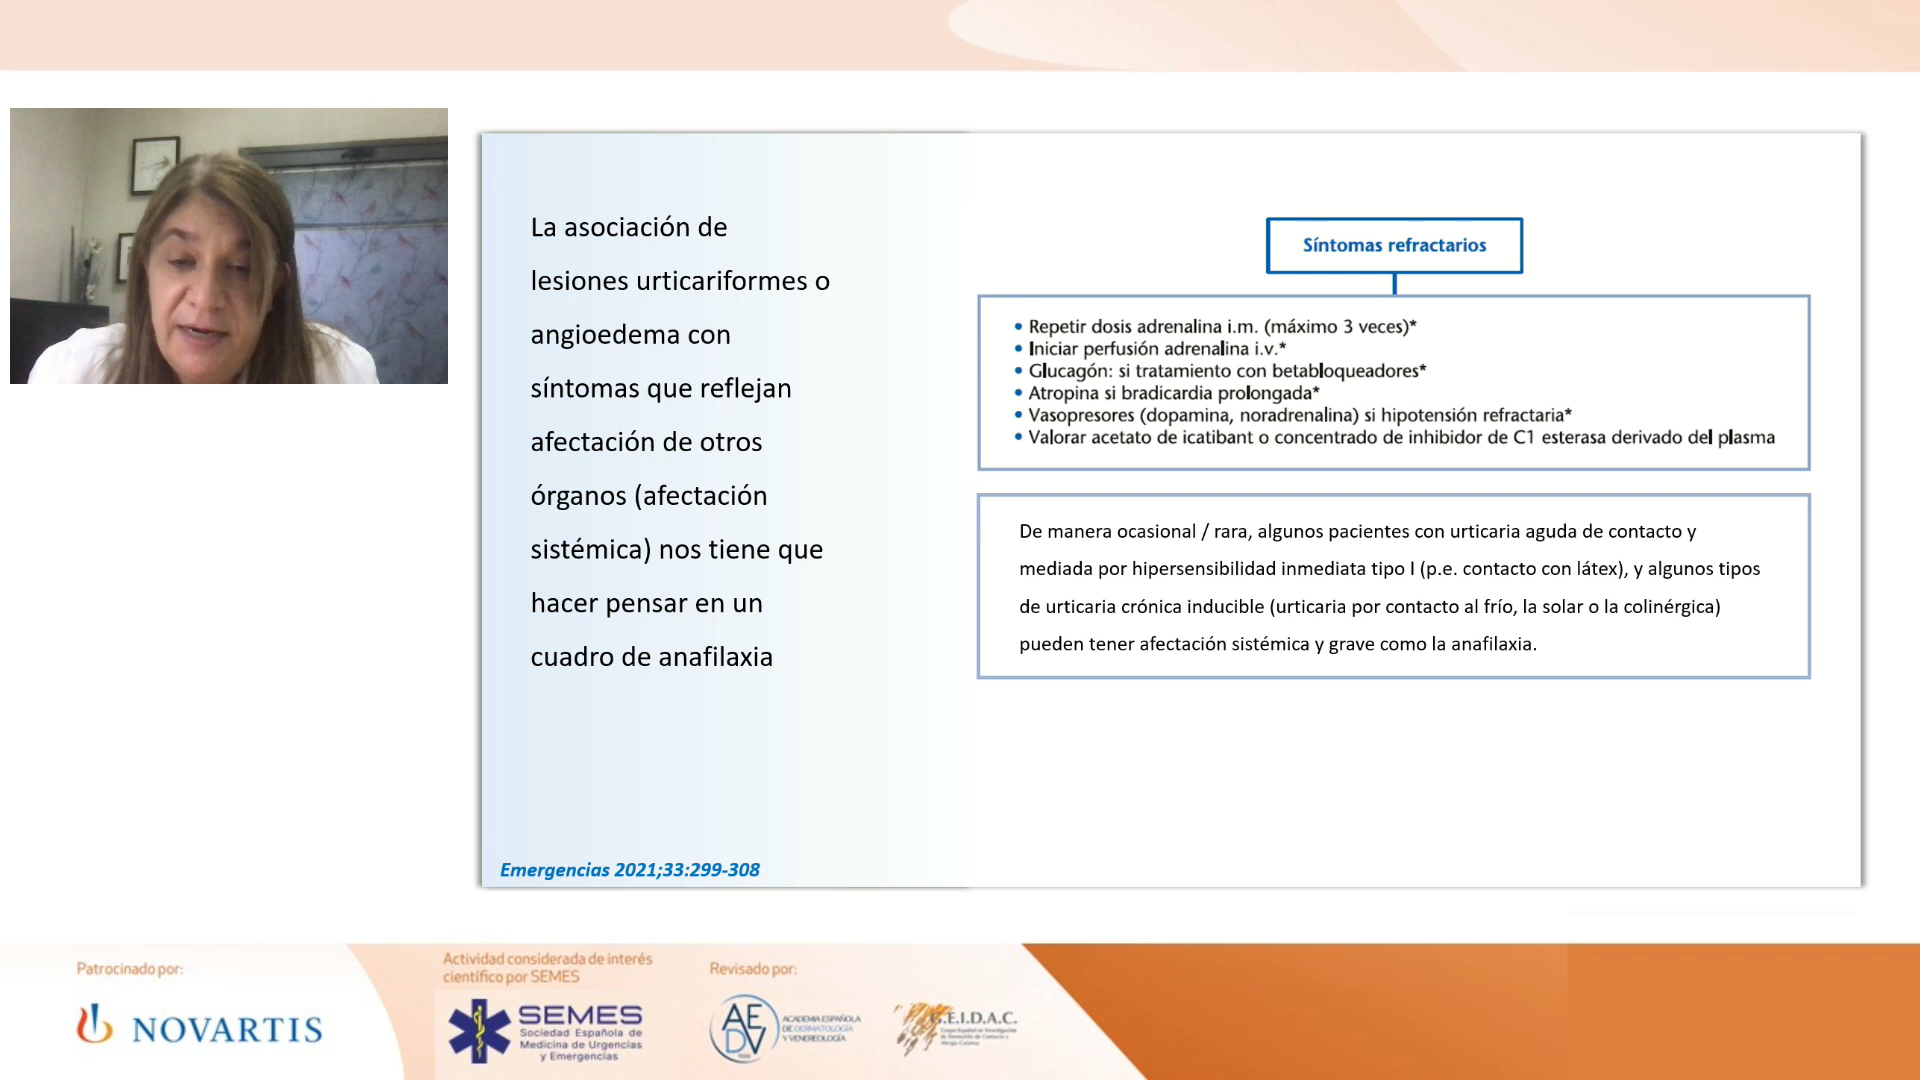 La asociación de
lesiones urticariformes o
angioedema con
síntomas que reflejan
afectación de otros
órganos (afectación
sistémica) nos tiene que
hacer pensar en un
cuadro de anafilaxia
Emergencias 2021;33:299-308
Síntomas refractarios
• Repetir dosis adrenalina i.m. (máximo 3 veces)*
• Iniciar perfusión adrenalina i.v.*
• Glucagón: si tratamiento con betabloqueadores*
• Atropina si bradicardia prolongada*
• Vasopresores (dopamina, noradrenalina) si hipotensión refractaria*
• Valorar acetato de icatibant o concentrado de inhibidor de C1 esterasa derivado del plasma
De manera ocasional / rara, algunos pacientes con urticaria aguda de contacto y
mediada por hipersensibilidad inmediata tipo I (p.e. contacto con látex), y algunos tipos
de urticaria crónica inducible (urticaria por contacto al frío, la solar o la colinérgica)
pueden tener afectación sistémica y grave como la anafilaxia.
Patrocinado por:
NOVARTIS
Actividad considerada de interés
científico por SEMES
SEMES
Sociedad Española de
Medicina de Urgencias
y Emergencias
Revisado por:
AEDV
ACADEMIA ESPAÑOLA
DE DERMATOLOGÍA
Y VENEREOLOGÍA
G.E.I.D.A.C.